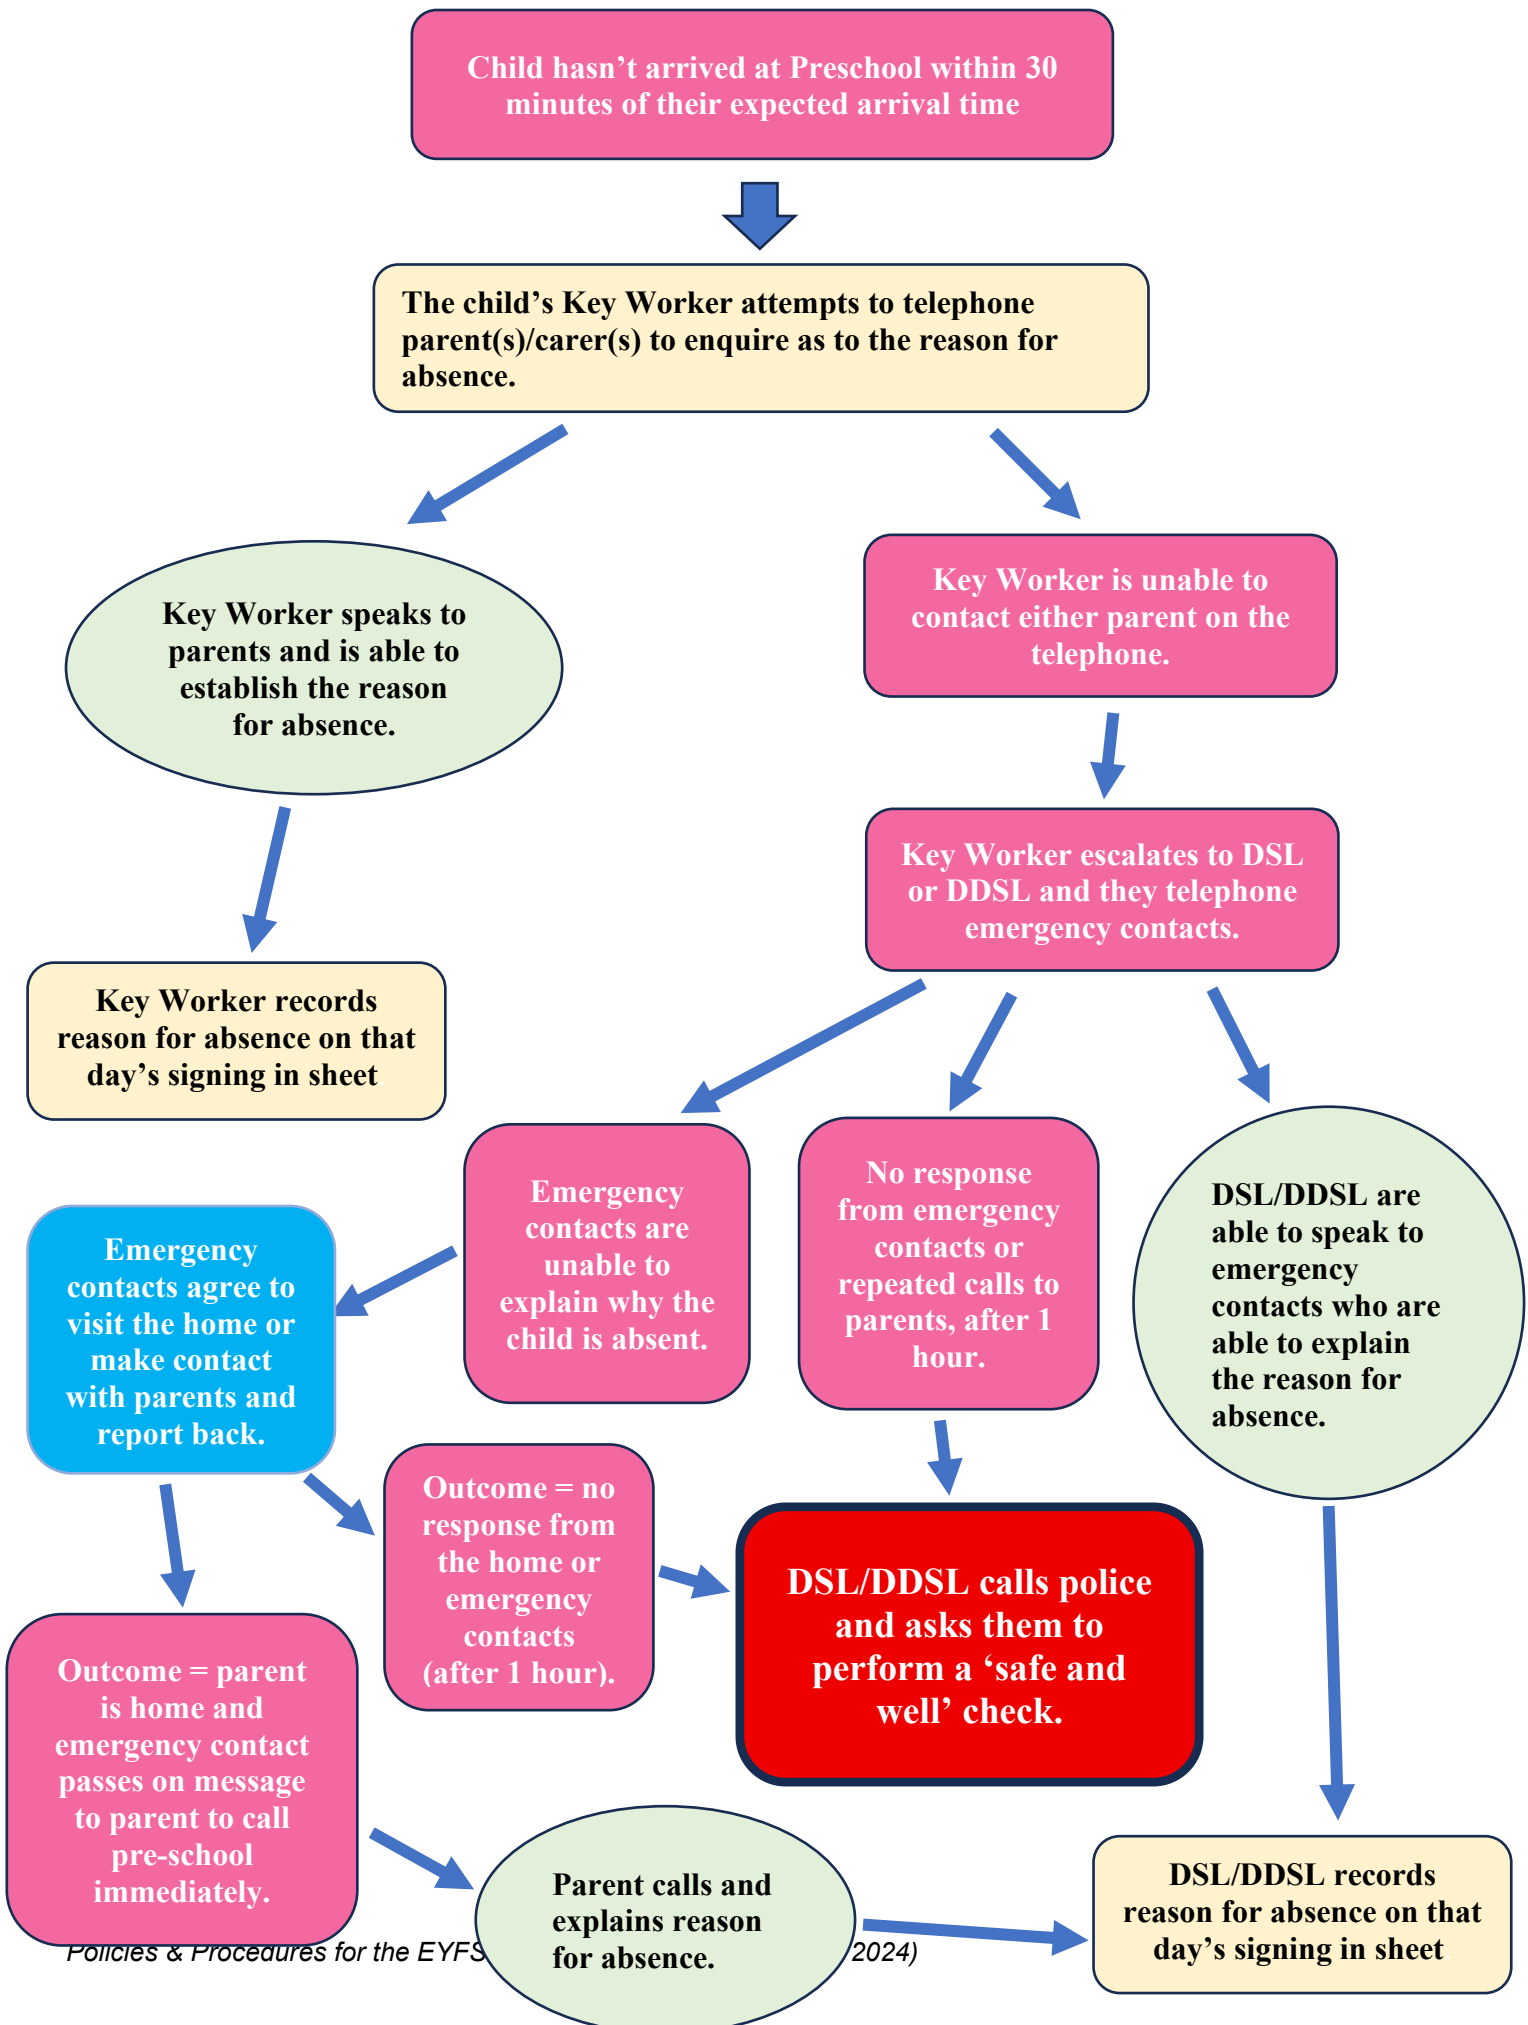 Child hasn’t arrived at Preschool within 30
minutes of their expected arrival time
The child’s Key Worker attempts to telephone
parent(s)/carer(s) to enquire as to the reason for
absence.
Key Worker speaks to
parents and is able to
establish the reason
for absence.
Key Worker is unable to
contact either parent on the
telephone.
Key Worker escalates to DSL
or DDSL and they telephone
emergency contacts.
Key Worker records
reason for absence on that
day’s signing in sheet.
Emergency
contacts are
unable to
explain why the
child is absent.
No response
from emergency
contacts or
repeated calls to
parents, after 1
hour.
DSL/DDSL are
able to speak to
emergency
contacts who are
able to explain
the reason for
absence.
Emergency
contacts agree to
visit the home or
make contact
with parents and
report back.
Outcome = no
response from
the home or
emergency
contacts
(after 1 hour).
DSL/DDSL calls police
and asks them to
perform a ‘safe and
well’ check.
Outcome = parent
is home and
emergency contact
passes on message
to parent to call
pre-school
immediately.
Parent calls and
explains reason
for absence.
DSL/DDSL records
reason for absence on that
day’s signing in sheet.
Policies & Procedures for the EYFS 2024)